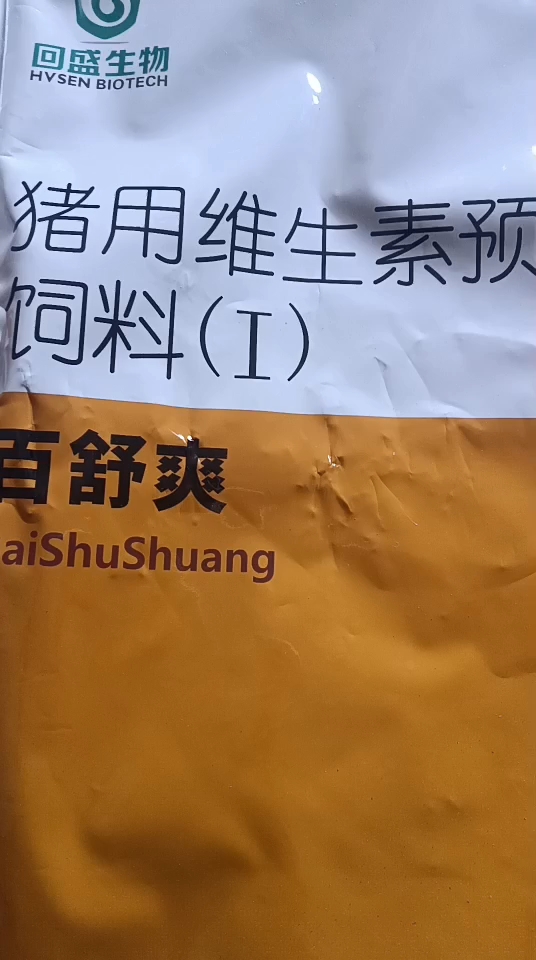 回盛生物
HVSEN BIOTECH
猪用维生素预
饲料(I)
百舒爽
aiShuShuang